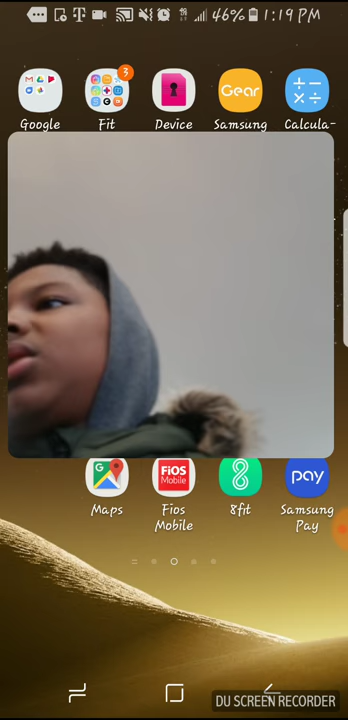 46% 1:19 PM
3
Gear
Google Fit Device Samsung Calcula-
FiOS
Mobile
pay
Maps Fios Mobile 8fit Samsung Pay
DU SCREEN RECORDER